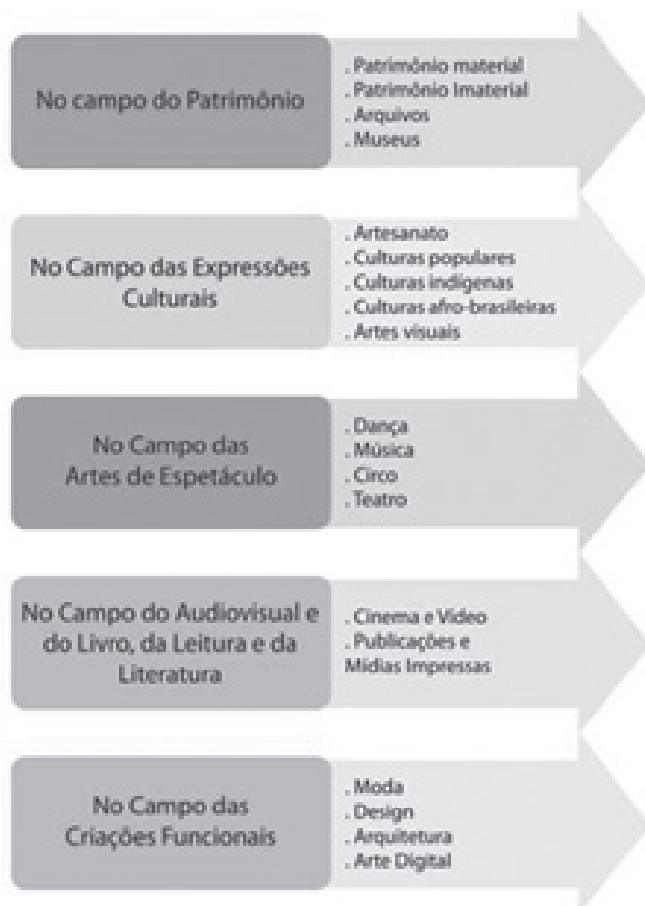 No campo do Patrimônio
. Patrimônio material
. Patrimônio Imaterial
. Arquivos
. Museus
No Campo das Expressões
Culturais
. Artesanato
. Culturas populares
. Culturas indígenas
. Culturas afro-brasileiras
. Artes visuais
No Campo das
Artes de Espetáculo
. Dança
. Música
. Circo
. Teatro
No Campo do Audiovisual e
do Livro, da Leitura e da
Literatura
. Cinema e Vídeo
. Publicações e
Mídias Impressas
No Campo das
Criações Funcionais
. Moda
. Design
. Arquitetura
. Arte Digital